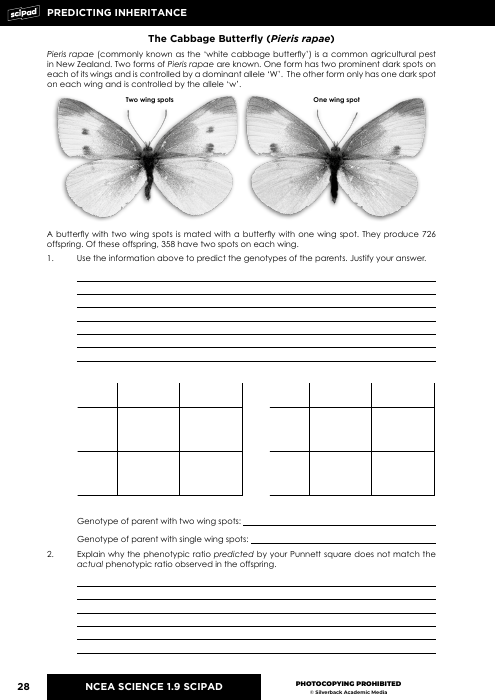 scipad PREDICTING INHERITANCE
The Cabbage Butterfly (Pieris rapae)
Pieris rapae (commonly known as the ‘white cabbage butterfly’) is a common agricultural pest
in New Zealand. Two forms of Pieris rapae are known. One form has two prominent dark spots on
each of its wings and is controlled by a dominant allele ‘W’. The other form only has one dark spot
on each wing and is controlled by the allele ‘w’.
Two wing spots
One wing spot
A butterfly with two wing spots is mated with a butterfly with one wing spot. They produce 726
offspring. Of these offspring, 358 have two spots on each wing.
1. Use the information above to predict the genotypes of the parents. Justify your answer.
Genotype of parent with two wing spots:
Genotype of parent with single wing spots:
2. Explain why the phenotypic ratio predicted by your Punnett square does not match the
actual phenotypic ratio observed in the offspring.
28 NCEA SCIENCE 1.9 SCIPAD
PHOTOCOPYING PROHIBITED
© Silverback Academic Media